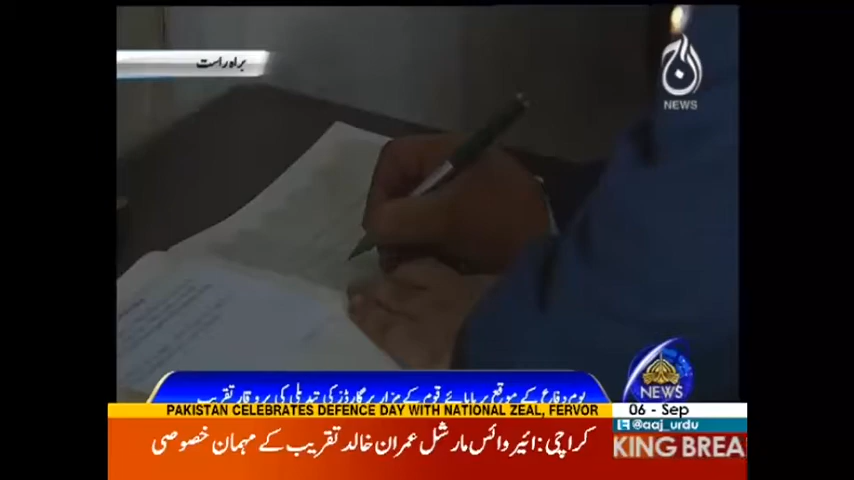 براہ راست
آج
NEWS
یوم دفاع کے موقع پر بابائے قوم کے مزار پر گارڈز کی تبدیلی کی پروقار تقریب
NEWS
PAKISTAN CELEBRATES DEFENCE DAY WITH NATIONAL ZEAL, FERVOR
06 - Sep
@aaj_urdu
کراچی: ائیر وائس مارشل عمران خالد تقریب کے مہمان خصوصی
KING BREA